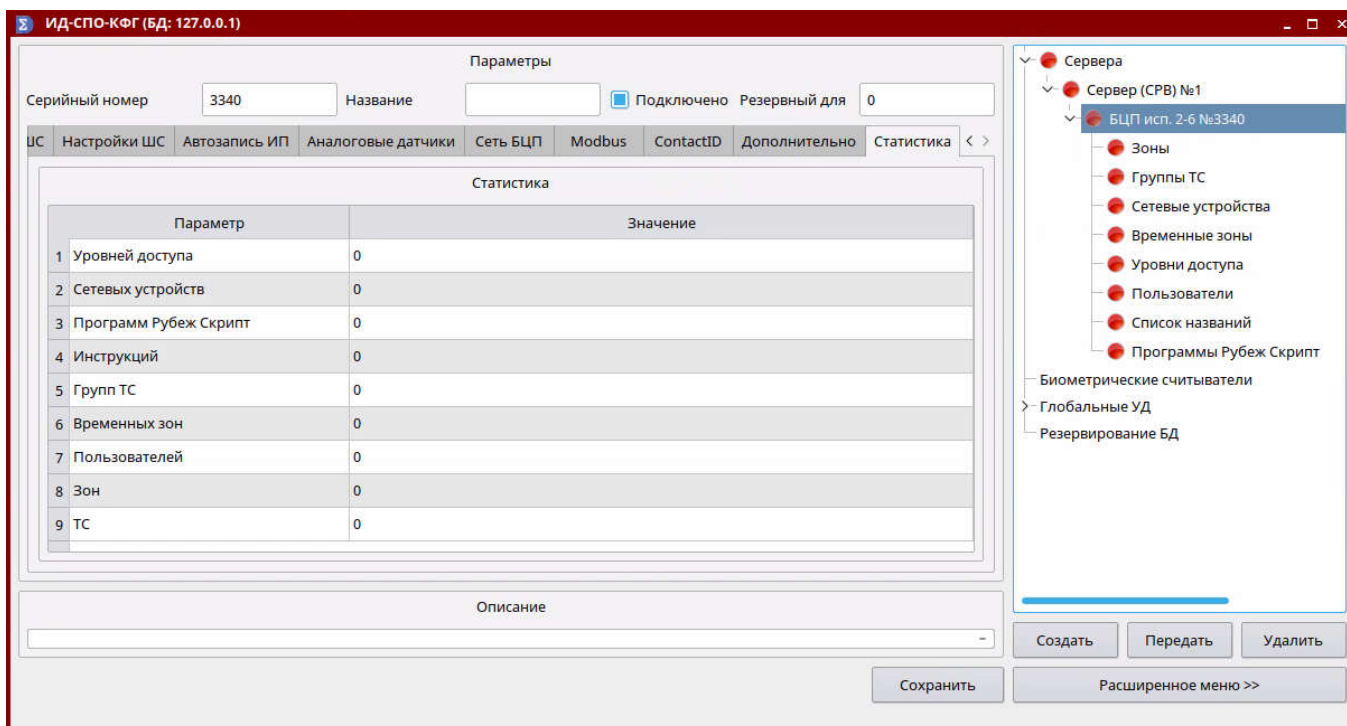 ИД-СПО-КФГ (БД: 127.0.0.1)
Параметры
Серийный номер 3340 Название Подключено Резервный для 0
ШС Настройки ШС Автозапись ИП Аналоговые датчики Сеть БЦП Modbus ContactID Дополнительно Статистика
Статистика
Параметр Значение
1 Уровней доступа 0
2 Сетевых устройств 0
3 Программ Рубеж Скрипт 0
4 Инструкций 0
5 Групп ТС 0
6 Временных зон 0
7 Пользователей 0
8 Зон 0
9 ТС 0
Описание
Сохранить
Сервера
Сервер (СРВ) №1
БЦП исп. 2-6 №3340
Зоны
Группы ТС
Сетевые устройства
Временные зоны
Уровни доступа
Пользователи
Список названий
Программы Рубеж Скрипт
Биометрические считыватели
Глобальные УД
Резервирование БД
Создать Передать Удалить
Расширенное меню >>